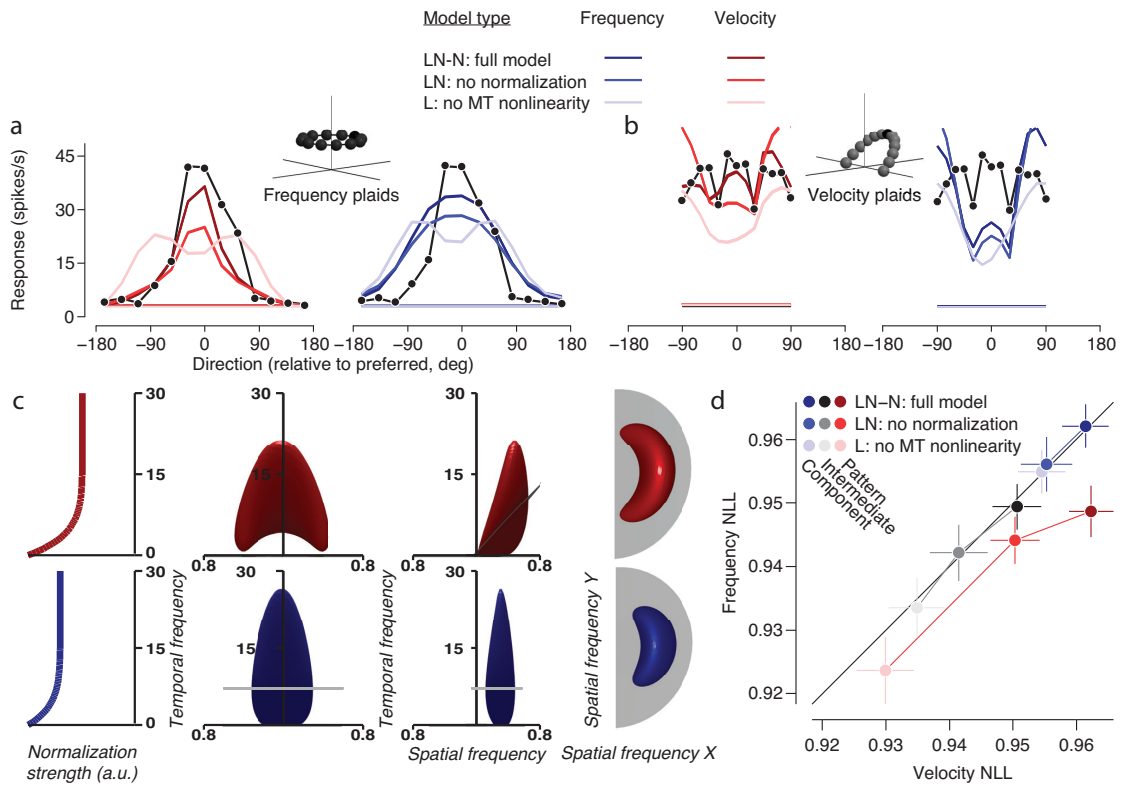 Model type Frequency Velocity
LN-N: full model
LN: no normalization
L: no MT nonlinearity
a
b
Response (spikes/s)
45
30
15
0
Frequency plaids
Velocity plaids
−180 −90 0 90 180 −180 −90 0 90 180 −180 −90 0 90 180 −180 −90 0 90 180
Direction (relative to preferred, deg)
c
30
15
0
30
15
0.8 0.8
30
15
0.8 0.8
30
15
0
Normalization
strength (a.u.)
Temporal frequency
30
15
0.8 0.8
Temporal frequency
30
15
0.8 0.8
Spatial frequency
Spatial frequency Y
Spatial frequency X
d
LN−N: full model
LN: no normalization
L: no MT nonlinearity
Pattern
Intermediate
Component
Frequency NLL
0.96
0.95
0.94
0.93
0.92
0.92 0.93 0.94 0.95 0.96
Velocity NLL